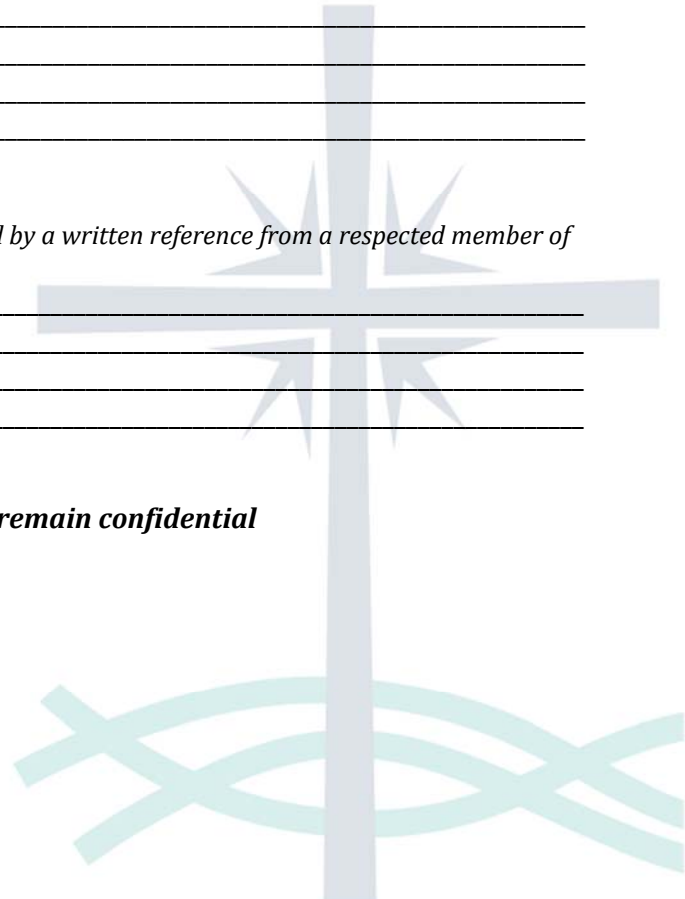 by a written reference from a respected member of
remain confidential